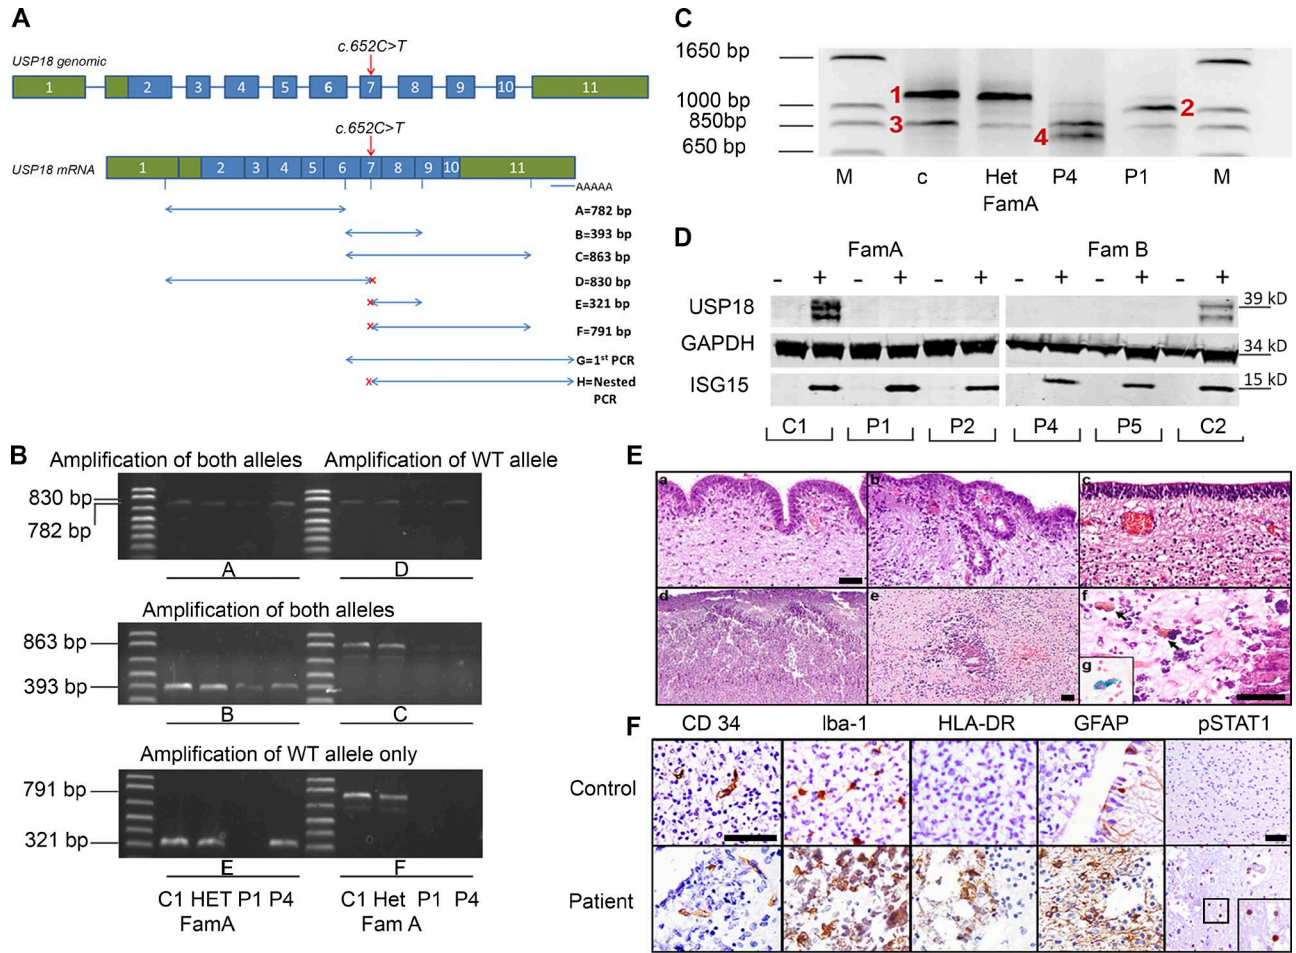 A
c.652C>T
USP18 genomic
1 2 3 4 5 6 7 8 9 10 11
c.652C>T
USP18 mRNA
1 2 3 4 5 6 7 8 9 10 11
AAAAA
A=782 bp
B=393 bp
C=863 bp
D=830 bp
E=321 bp
F=791 bp
G=1st PCR
H=Nested
PCR
x
x
x
x
B
Amplification of both alleles
Amplification of WT allele
830 bp
782 bp
A
D
Amplification of both alleles
863 bp
393 bp
B
C
Amplification of WT allele only
791 bp
321 bp
E
F
C1 HET P1 P4
FamA
C1 Het P1 P4
Fam A
C
1650 bp
1000 bp
850bp
650 bp
1
2
3
4
M c Het P4 P1 M
FamA
D
FamA
Fam B
- + - + - + - + - + - +
USP18
39 kD
GAPDH
34 kD
ISG15
15 kD
C1 P1 P2 P4 P5 C2
E
a
b
c
d
e
f
g
F
CD 34 Iba-1 HLA-DR GFAP pSTAT1
Control
Patient